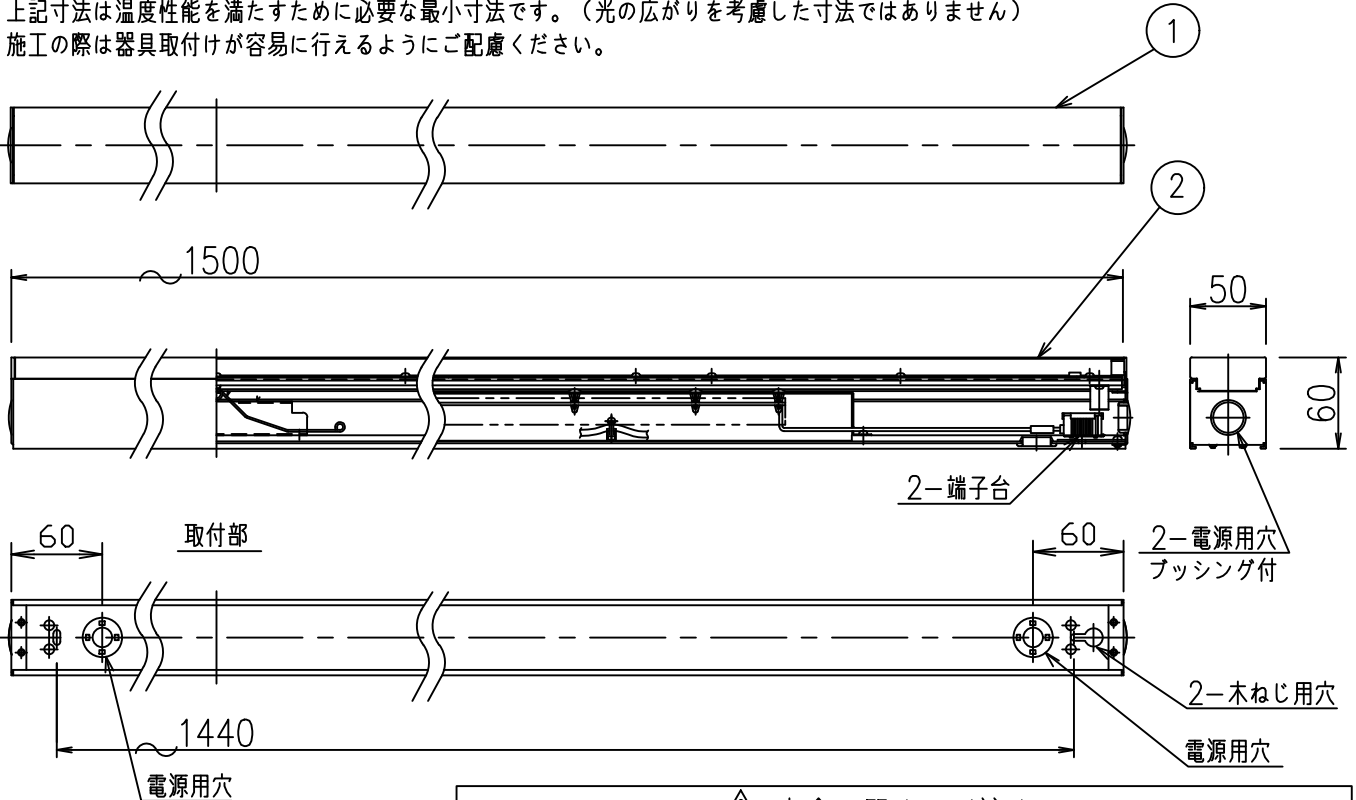 上記寸法は温度性能を満たすために必要な最小寸法です。（光の広がりを考慮した寸法ではありません）
施工の際は器具取付けが容易に行えるようにご配慮ください。
1
2
1500
50
60
2－端子台
60
取付部
60
2－電源用穴
ブッシング付
2－木ねじ用穴
1440
電源用穴
電源用穴